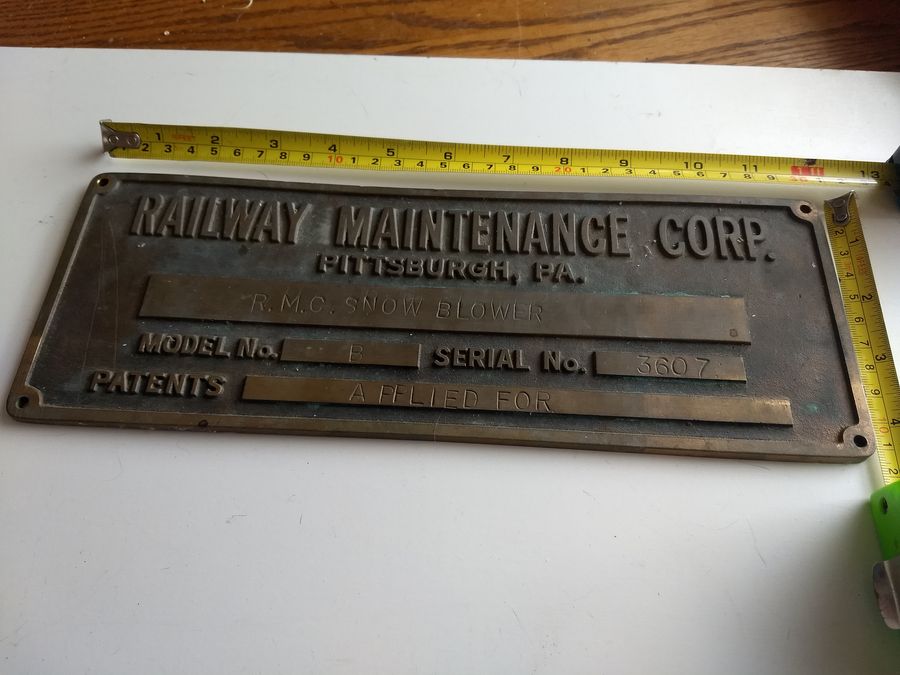 RAILWAY MAINTENANCE CORP.
PITTSBURGH, PA.
R.M.C. SNOW BLOWER
MODEL No. B SERIAL No. 3607
PATENTS APPLIED FOR